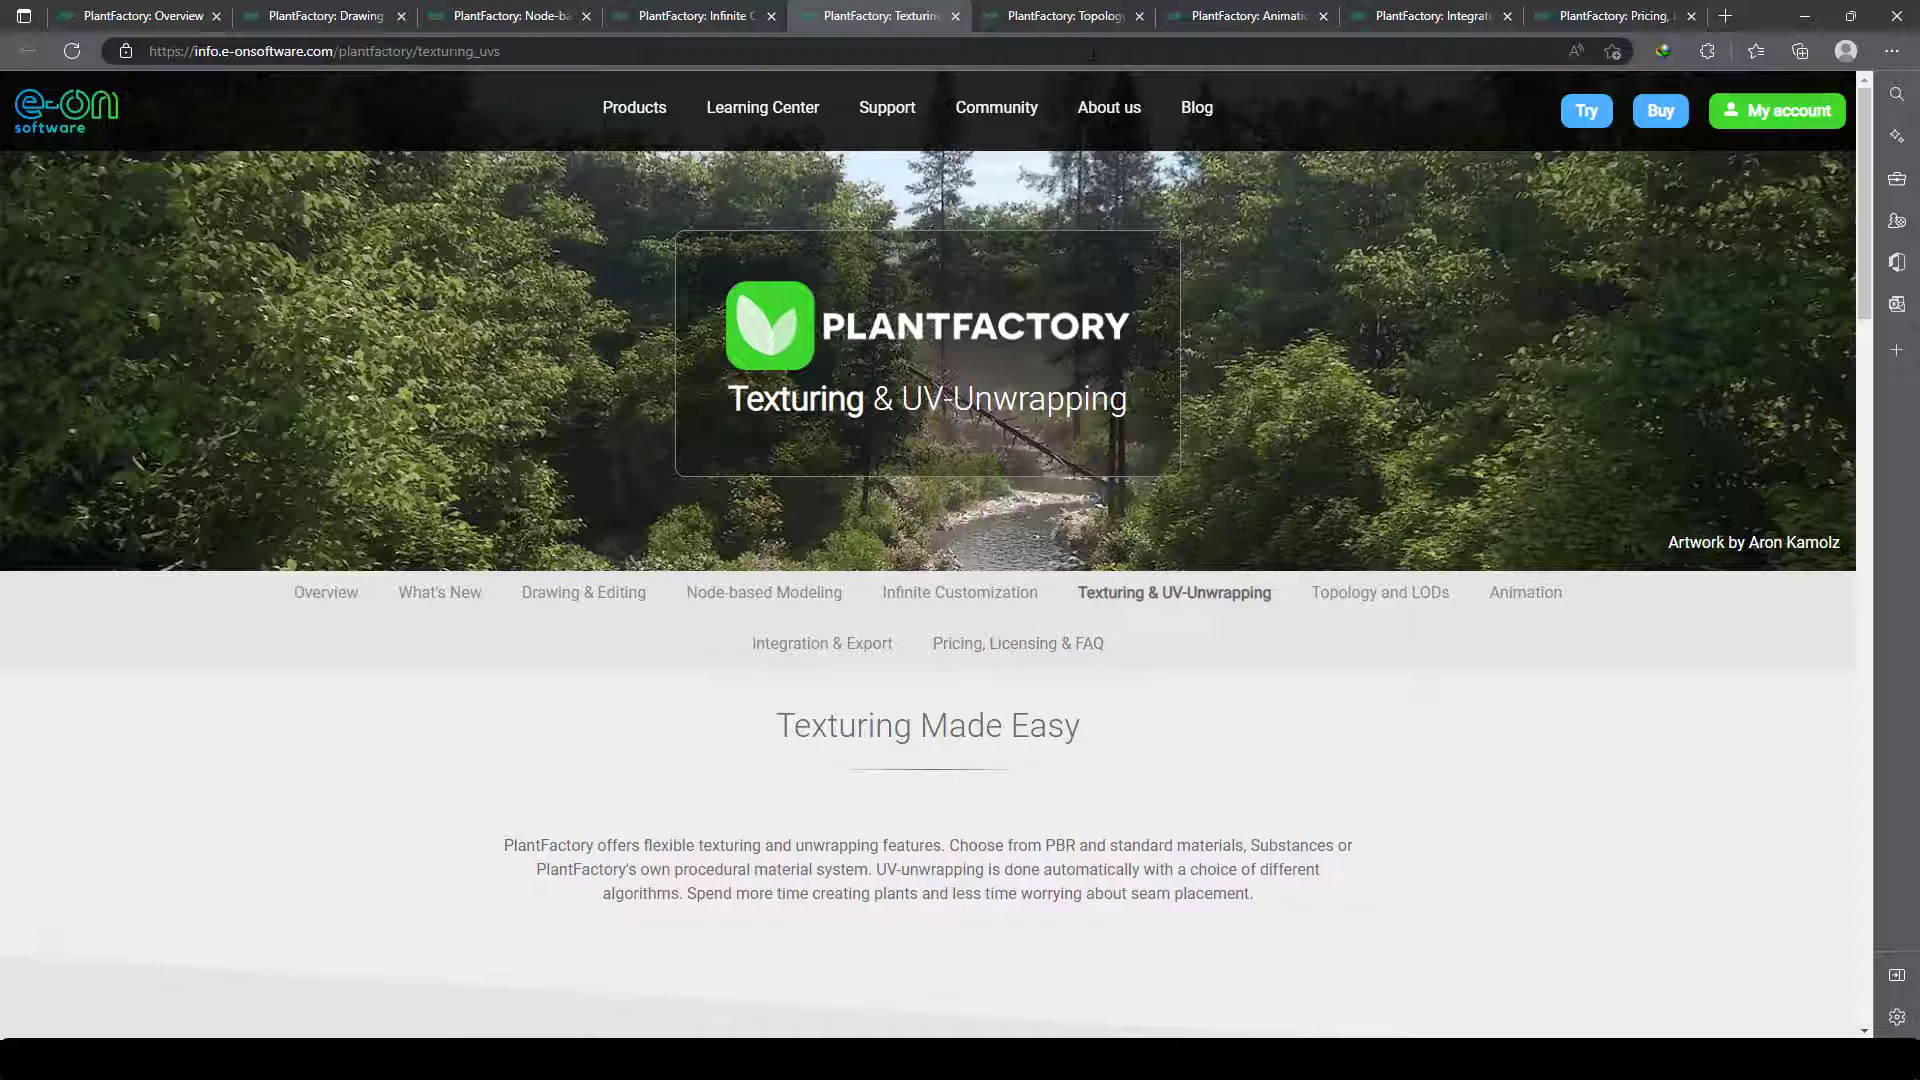 PlantFactory: Overview
PlantFactory: Drawing
PlantFactory: Node-ba
PlantFactory: Infinite C
PlantFactory: Texturin
PlantFactory: Topology
PlantFactory: Animatic
PlantFactory: Integrati
PlantFactory: Pricing,
https://info.e-onsoftware.com/plantfactory/texturing_uvs
e-on
software
Products
Learning Center
Support
Community
About us
Blog
Try
Buy
My account
PLANTFACTORY
Texturing & UV-Unwrapping
Artwork by Aron Kamolz
Overview
What's New
Drawing & Editing
Node-based Modeling
Infinite Customization
Texturing & UV-Unwrapping
Topology and LODs
Animation
Integration & Export
Pricing, Licensing & FAQ
Texturing Made Easy
PlantFactory offers flexible texturing and unwrapping features. Choose from PBR and standard materials, Substances or
PlantFactory's own procedural material system. UV-unwrapping is done automatically with a choice of different
algorithms. Spend more time creating plants and less time worrying about seam placement.